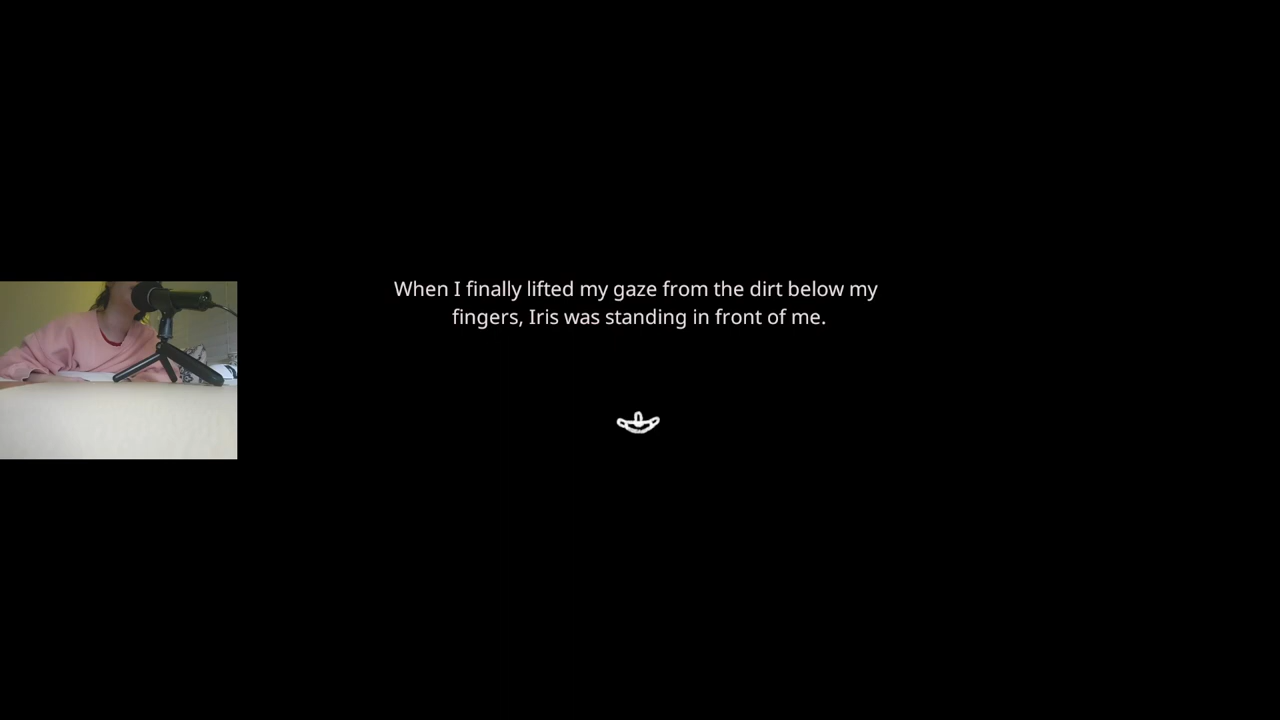 When I finally lifted my gaze from the dirt below my
fingers, Iris was standing in front of me.